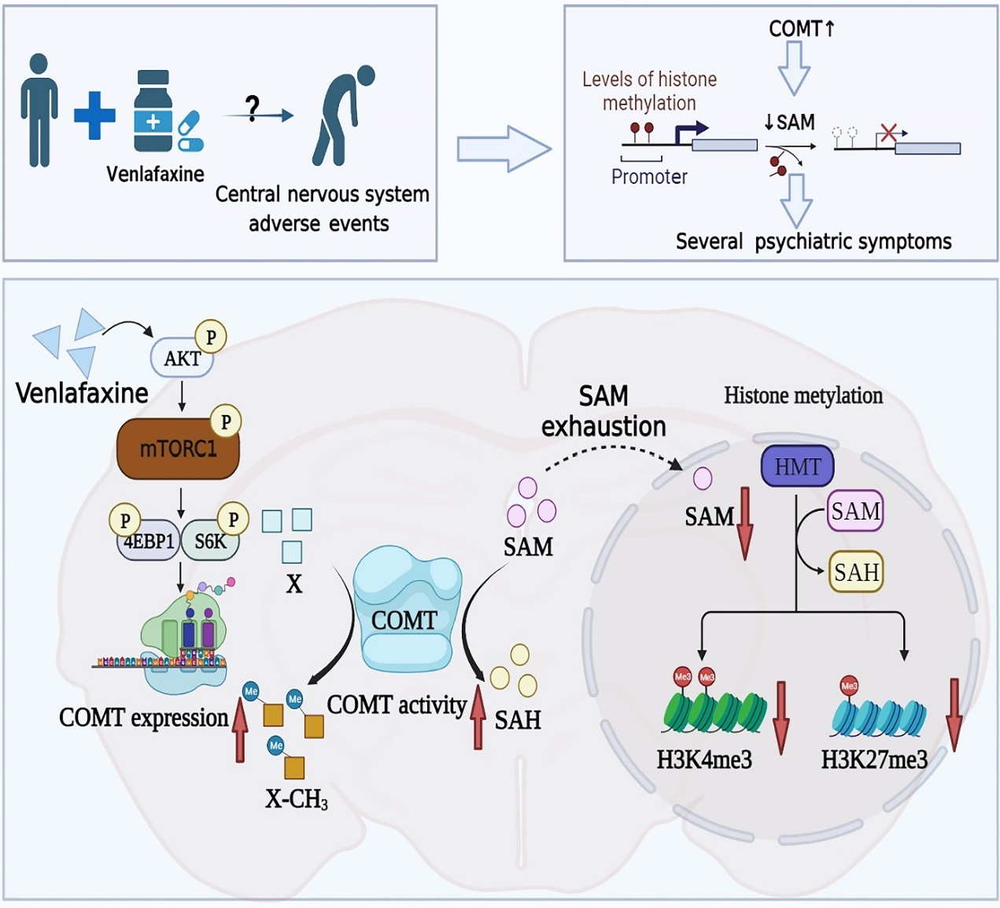 ?
Venlafaxine
Central nervous system
adverse events
COMT↑
Levels of histone
methylation
↓SAM
Promoter
Several psychiatric symptoms
Venlafaxine
P
AKT
P
mTORC1
P
P
4EBP1
S6K
X
COMT
COMT expression
Me
Me
Me
X-CH₃
COMT activity
SAM
exhaustion
SAM
SAH
Histone metylation
HMT
SAM
SAM
SAH
Me3
Me3
Me3
H3K4me3
H3K27me3